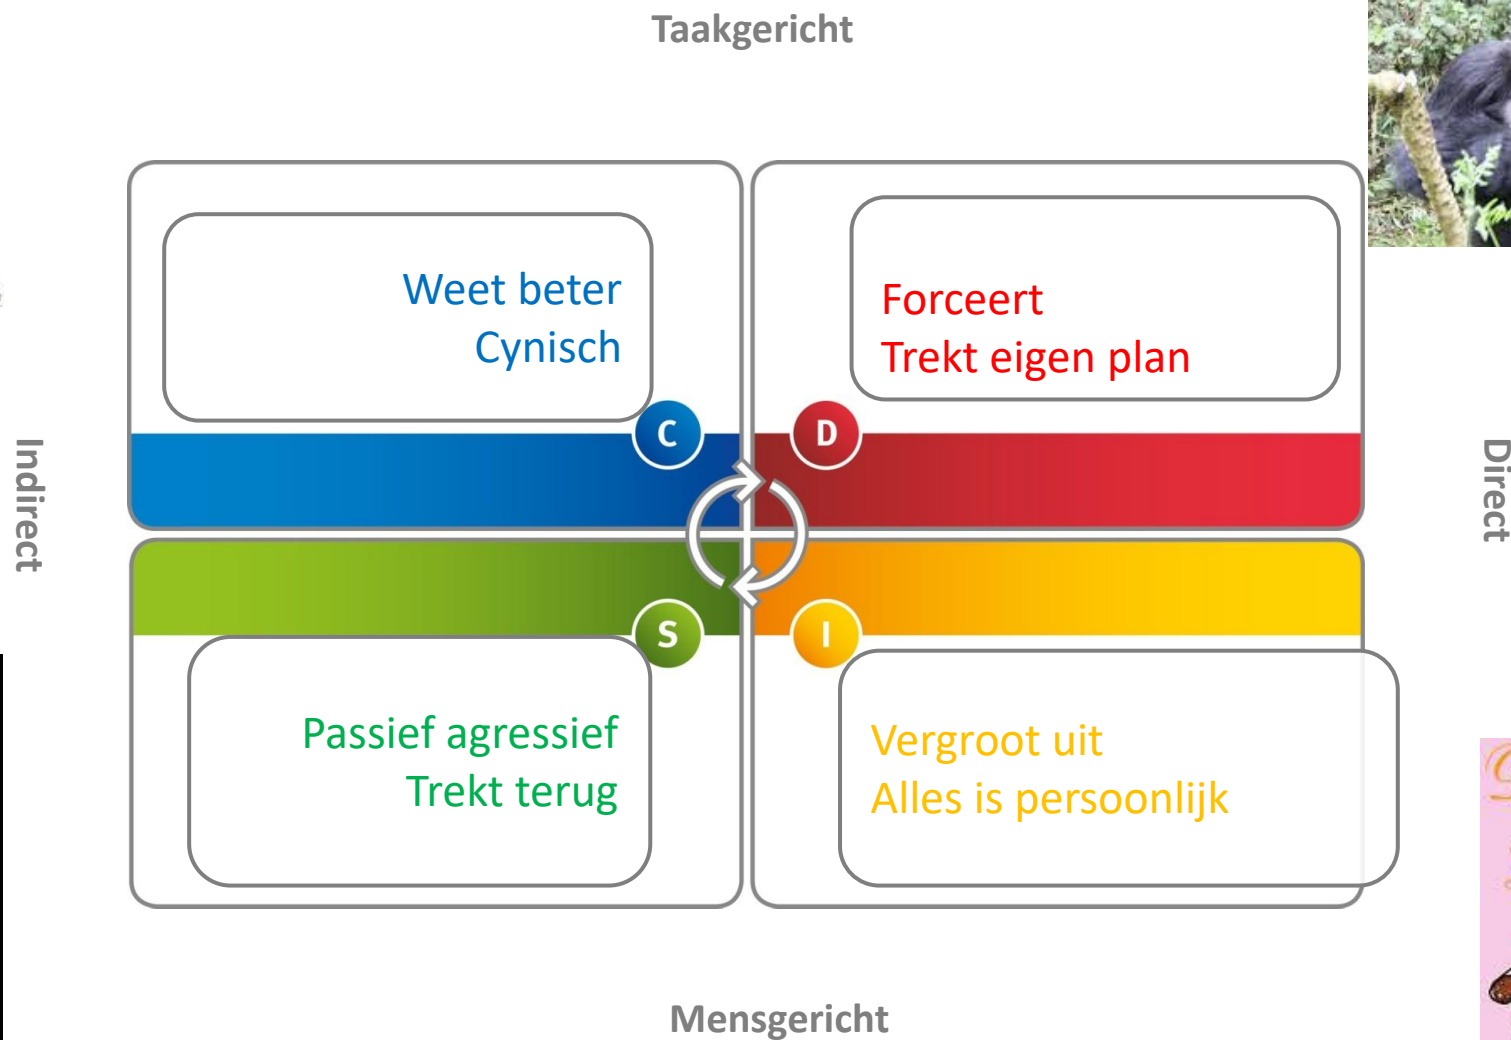 Taakgericht
Weet beter
Cynisch
Forceert
Trekt eigen plan
C
D
Indirect
Direct
S
I
Passief agressief
Trekt terug
Vergroot uit
Alles is persoonlijk
Mensgericht